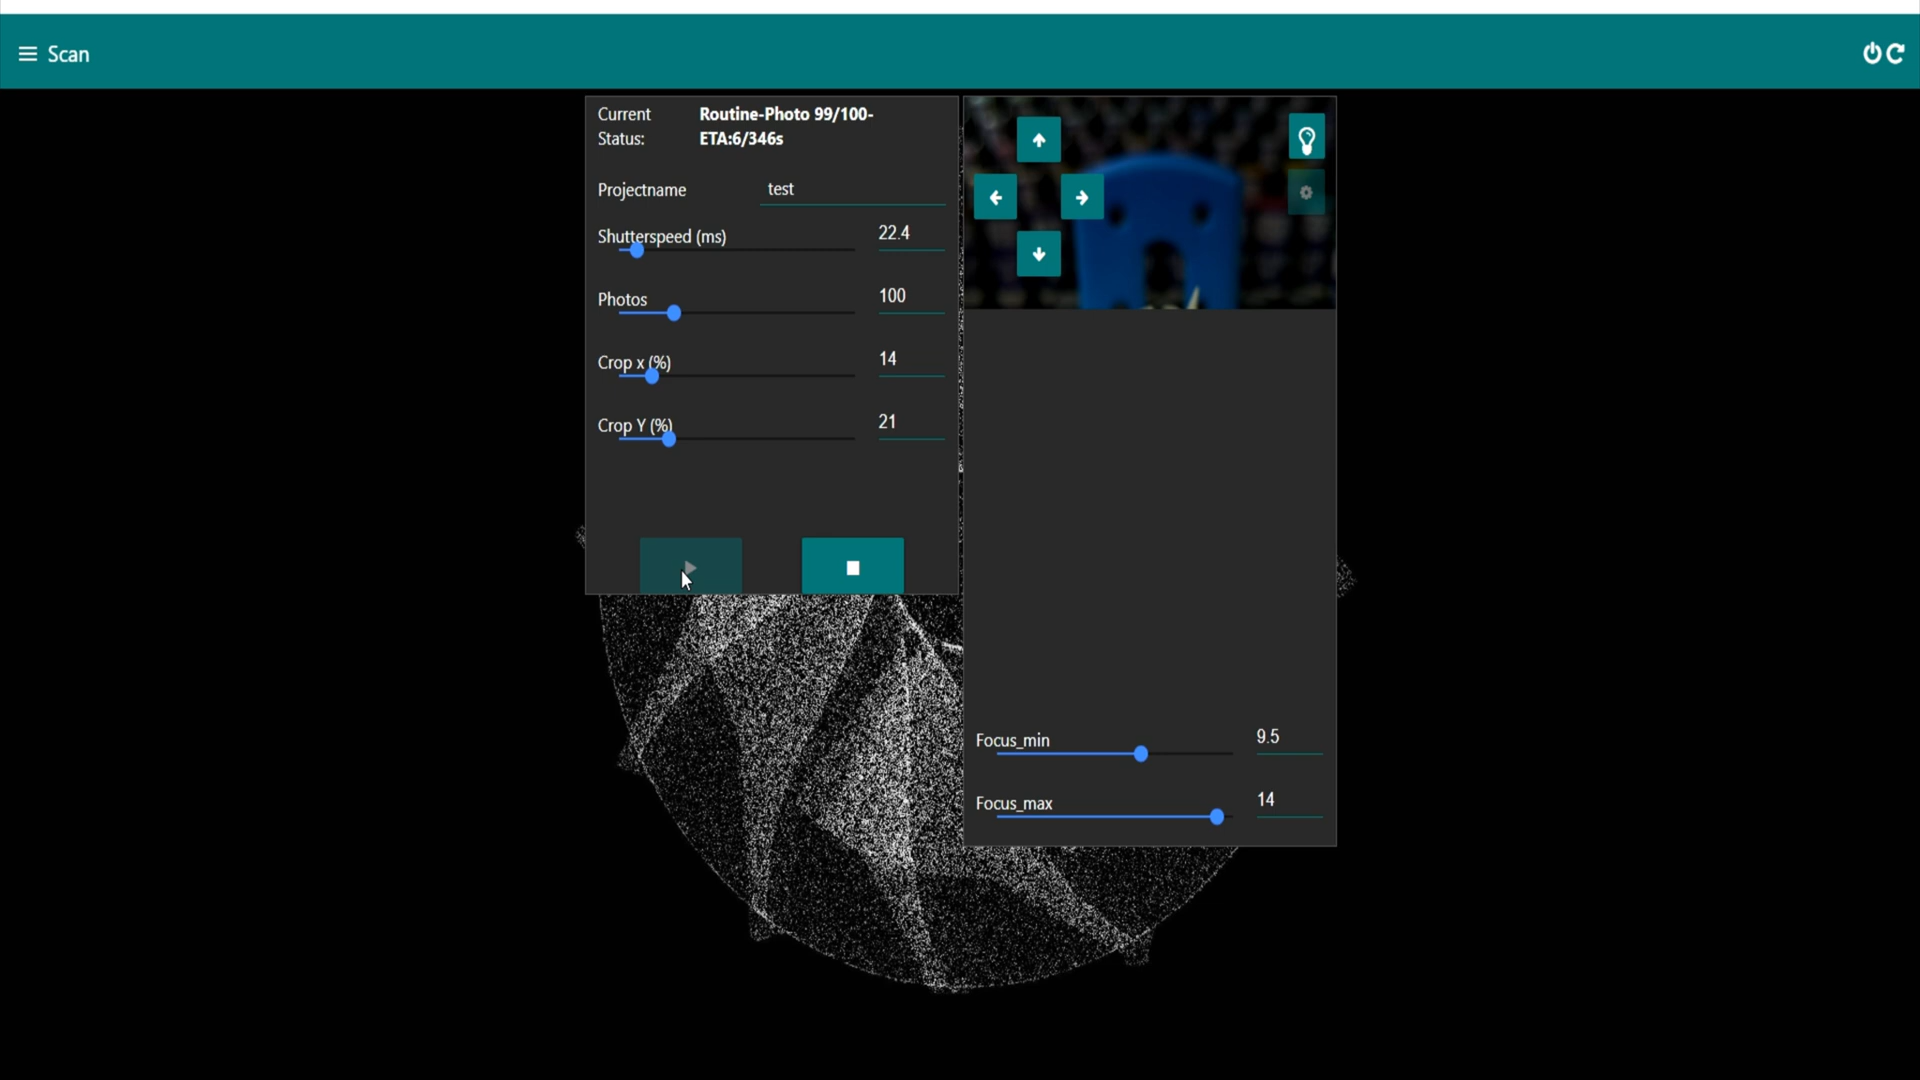 Scan
Current
Status:
Routine-Photo 99/100-
ETA:6/346s
Projectname
test
Shutterspeed (ms)
22.4
Photos
100
Crop x (%)
14
Crop Y (%)
21
Focus_min
9.5
Focus_max
14